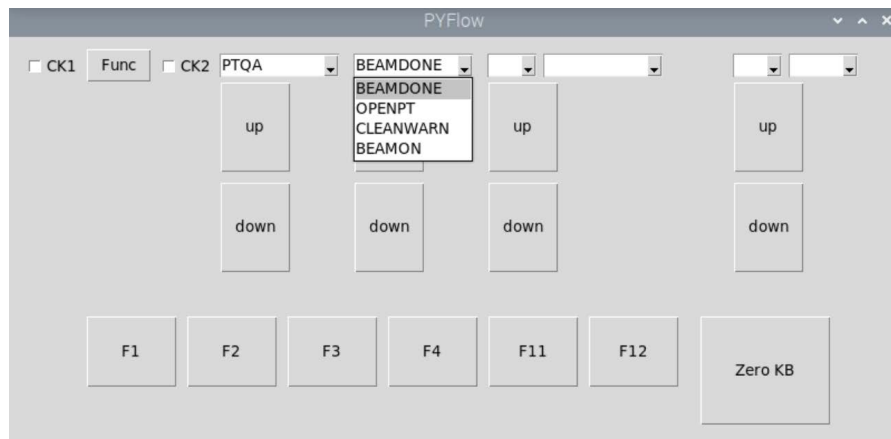 PYFlow
CK1 Func CK2 PTQA BEAMDONE
BEAMDONE
OPENPT
CLEANWARN
BEAMON
up up up
down down down down
F1 F2 F3 F4 F11 F12 Zero KB